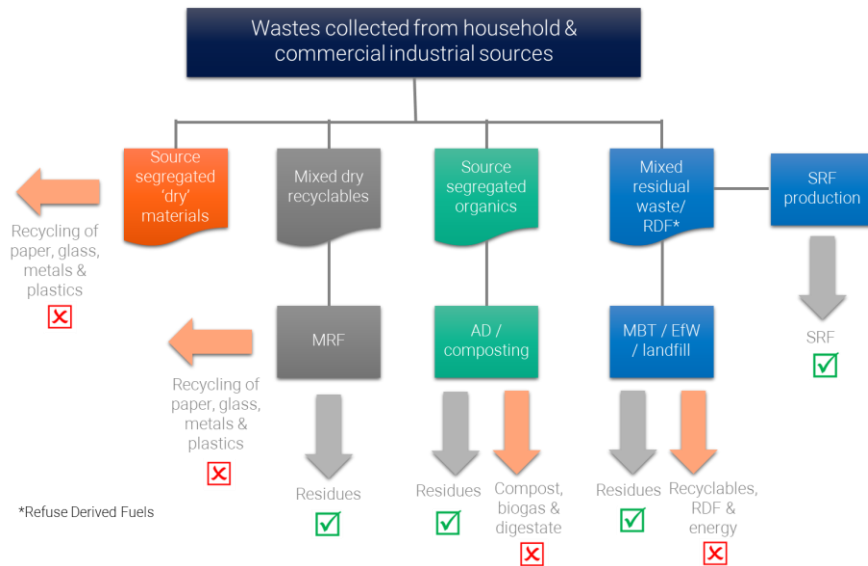 Wastes collected from household &
commercial industrial sources
Source
segregated
‘dry’
materials
Mixed dry
recyclables
Source
segregated
organics
Mixed
residual
waste/
RDF*
SRF
production
Recycling of
paper, glass,
metals &
plastics
MRF
AD /
composting
MBT / EfW
/ landfill
SRF
Recycling of
paper, glass,
metals &
plastics
Residues
Residues
Compost,
biogas &
digestate
Residues
Recyclables,
RDF &
energy
*Refuse Derived Fuels